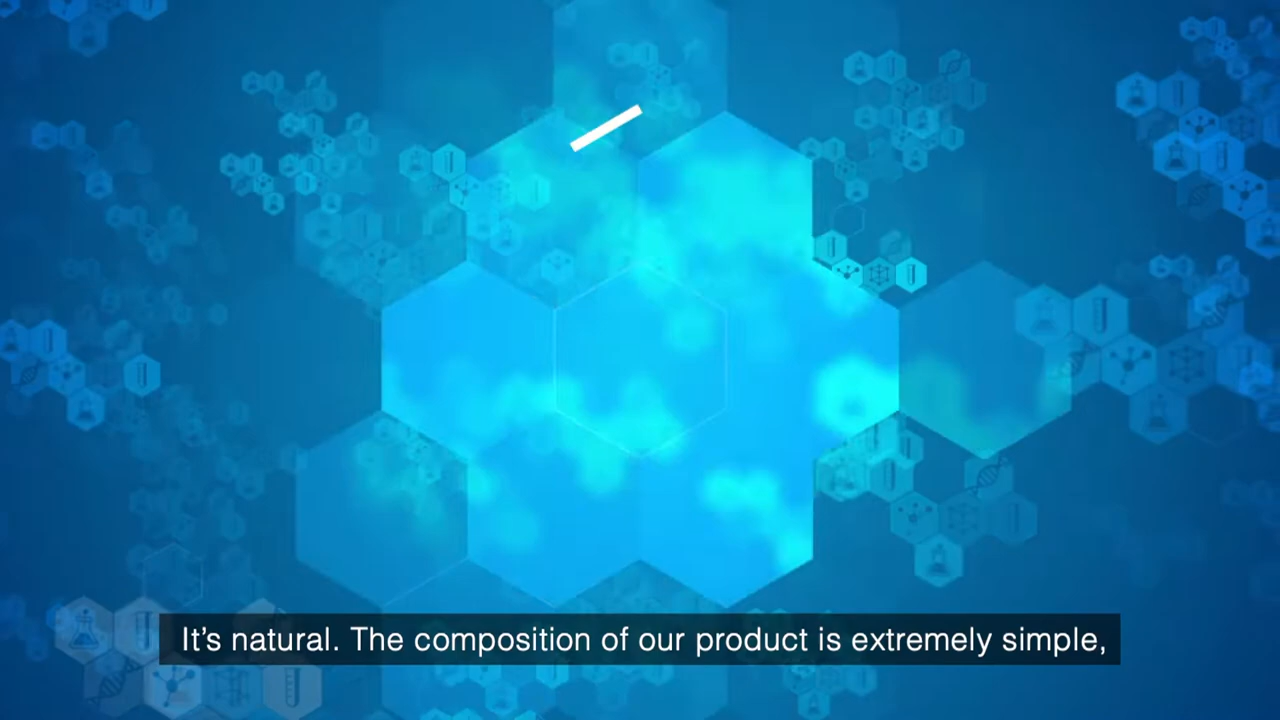 It’s natural. The composition of our product is extremely simple,